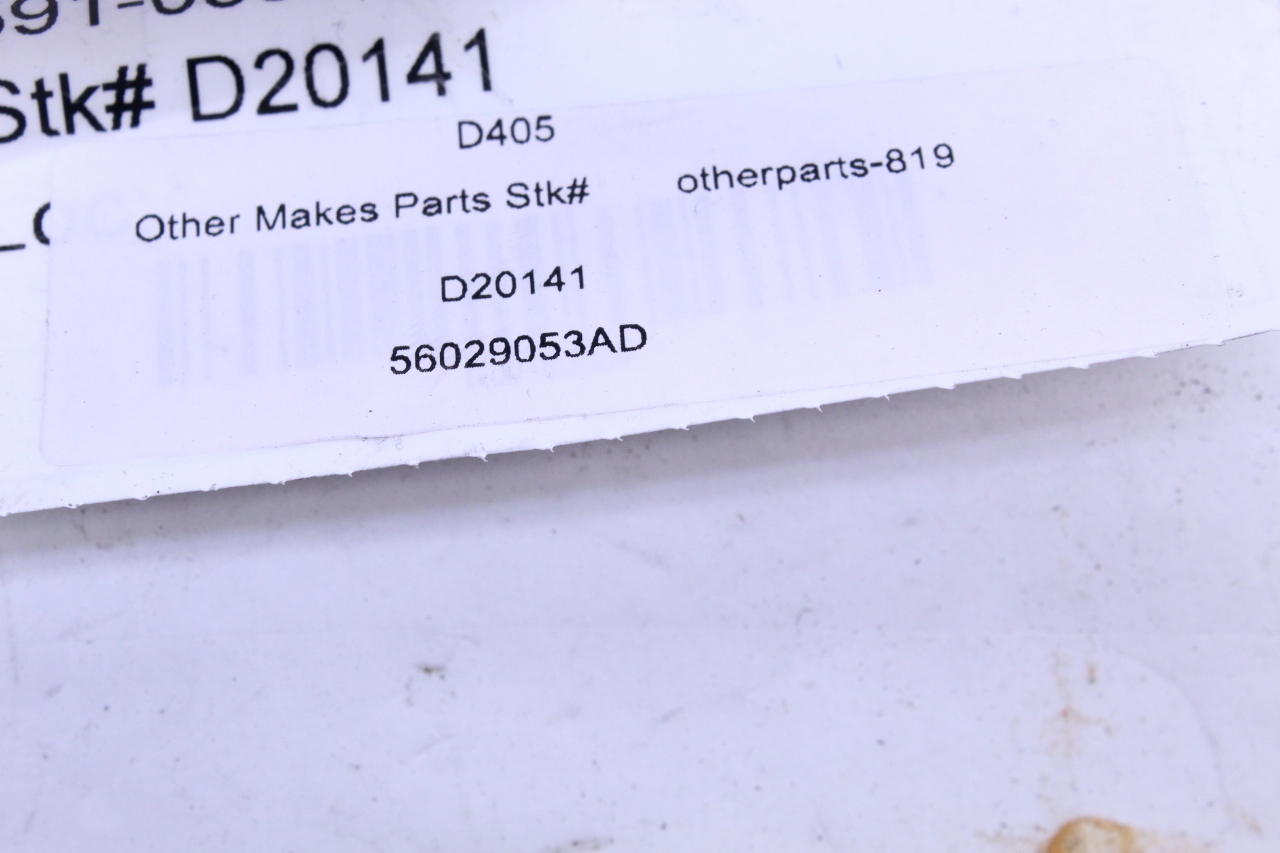 Stk# D20141
D405
Other Makes Parts Stk# otherparts-819
D20141
56029053AD